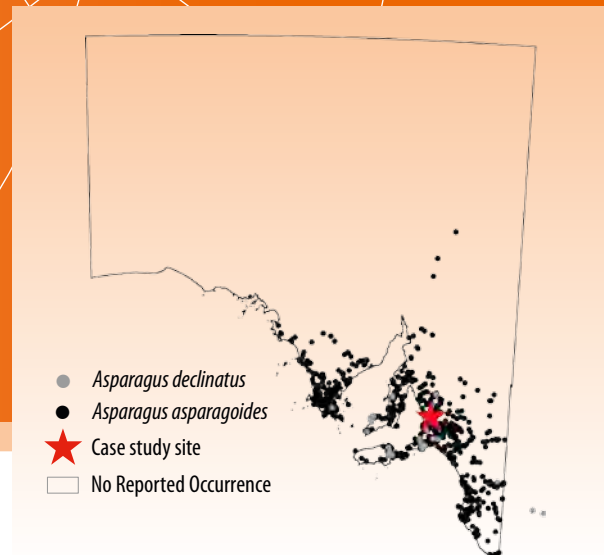 Asparagus declinatus
Asparagus asparagoides
Case study site
No Reported Occurrence